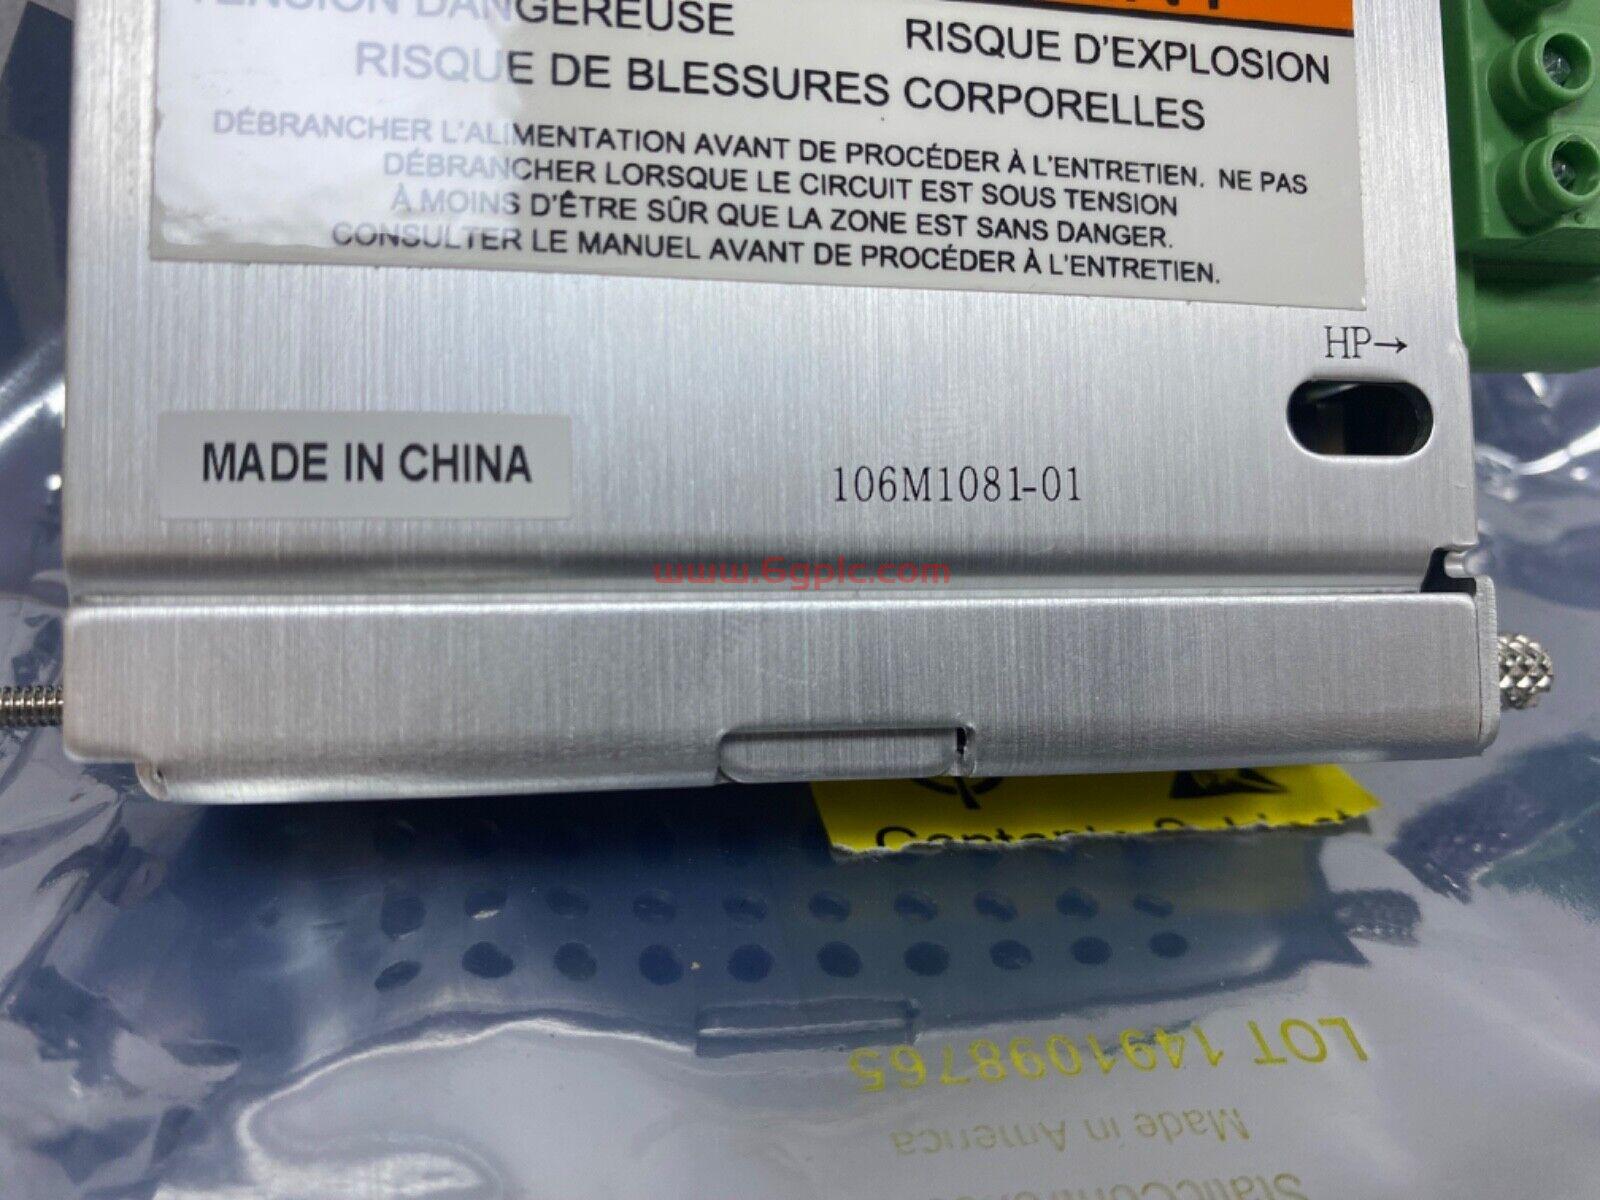 TENSION DANGEREUSE
RISQUE D'EXPLOSION
RISQUE DE BLESSURES CORPORELLES
DÉBRANCHER L'ALIMENTATION AVANT DE PROCÉDER À L'ENTRETIEN. NE PAS
DÉBRANCHER LORSQUE LE CIRCUIT EST SOUS TENSION
À MOINS D'ÊTRE SÛR QUE LA ZONE EST SANS DANGER.
CONSULTER LE MANUEL AVANT DE PROCÉDER À L'ENTRETIEN.
HP→
MADE IN CHINA
106M1081-01
www.6gplc.com
LOT 1491098765
Made in America